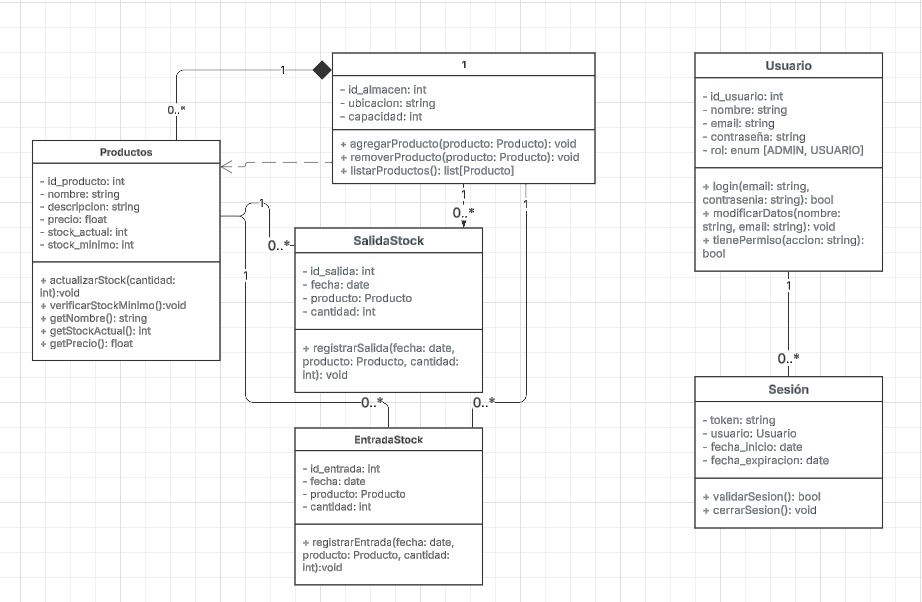 1
0..*
1
- id_almacen: int
- ubicacion: string
- capacidad: int
+ agregarProducto(producto: Producto): void
+ removerProducto(producto: Producto): void
+ listarProductos(): list[Producto]
Productos
- id_producto: int
- nombre: string
- descripcion: string
- precio: float
- stock_actual: int
- stock_minimo: int
+ actualizarStock(cantidad:
int):void
+ verificarStockMinimo():void
+ getNombre(): string
+ getStockActual(): int
+ getPrecio(): float
1
0..*
1
0..*
1
1
SalidaStock
- id_salida: int
- fecha: date
- producto: Producto
- cantidad: int
+ registrarSalida(fecha: date,
producto: Producto, cantidad:
int): void
0..*
0..*
EntradaStock
- id_entrada: int
- fecha: date
- producto: Producto
- cantidad: int
+ registrarEntrada(fecha: date,
producto: Producto, cantidad:
int):void
Usuario
- id_usuario: int
- nombre: string
- email: string
- contraseña: string
- rol: enum [ADMIN, USUARIO]
+ login(email: string,
contrasenia: string): bool
+ modificarDatos(nombre:
string, email: string): void
+ tienePermiso(accion: string):
bool
1
0..*
Sesión
- token: string
- usuario: Usuario
- fecha_inicio: date
- fecha_expiracion: date
+ validarSesion(): bool
+ cerrarSesion(): void